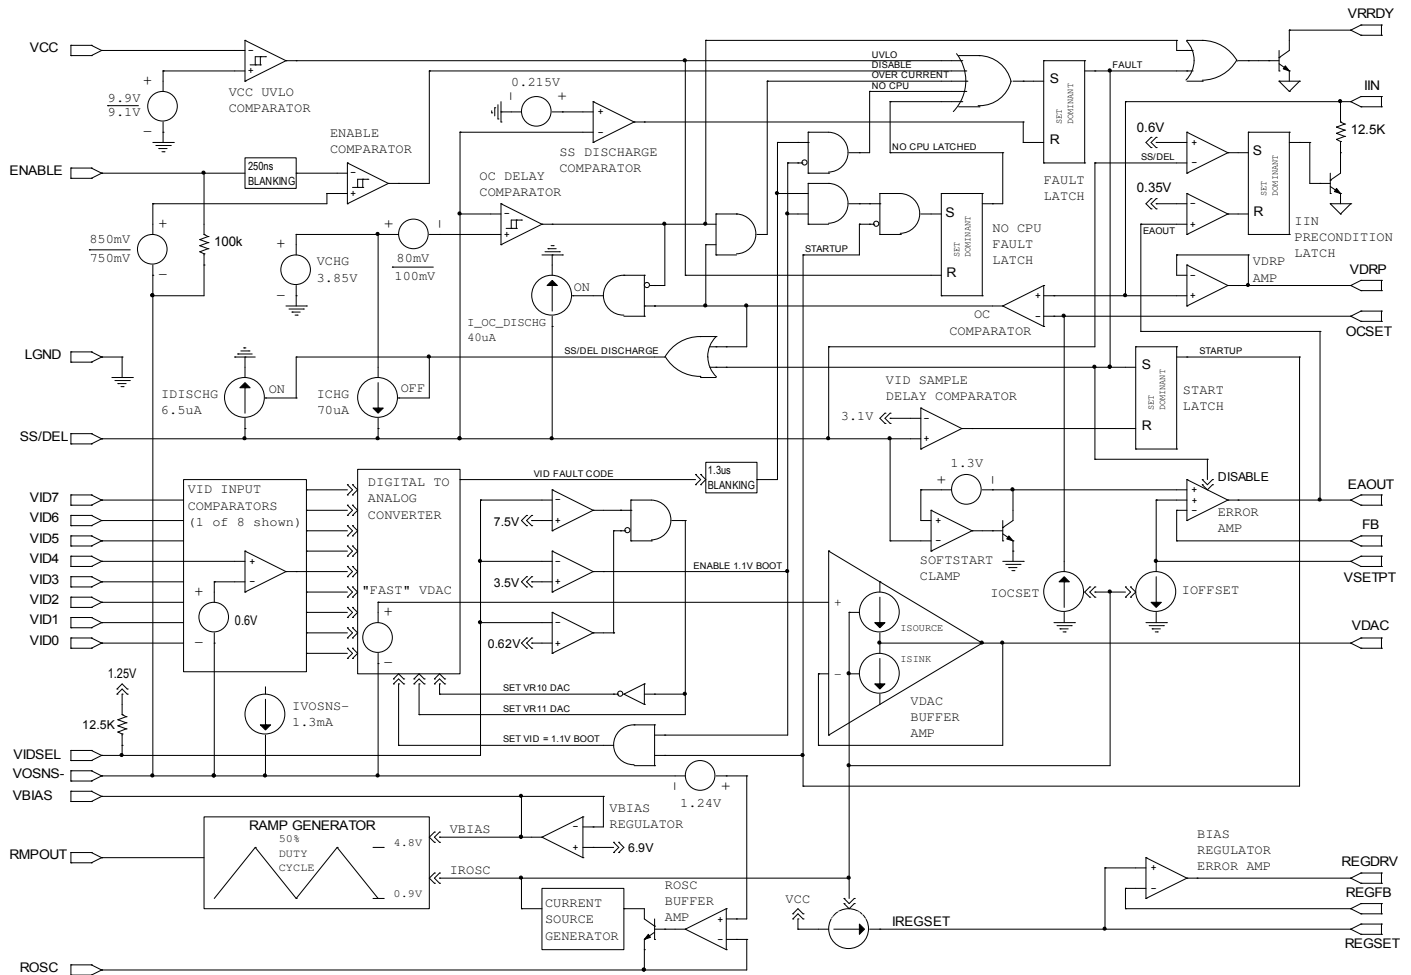 VCC
VRRDY
IIN
UVLO
DISABLE
OVER CURRENT
NO CPU
FAULT
S
R
SET
DOMINANT
FAULT
LATCH
−
+
9.9V
9.1V
VCC UVLO
COMPARATOR
0.215V
−
+
SS DISCHARGE
COMPARATOR
ENABLE
COMPARATOR
0.6V
SS/DEL
12.5K
S
R
SET
DOMINANT
0.35V
EAOUT
IIN
PRECONDITION
LATCH
ENABLE
250ns
BLANKING
NO CPU LATCHED
OC DELAY
COMPARATOR
850mV
750mV
100k
VCHG
3.85V
80mV
100mV
STARTUP
S
R
SET
DOMINANT
NO CPU
FAULT
LATCH
VDRP
AMP
VDRP
ON
I_OC_DISCHG
40uA
OC
COMPARATOR
OCSET
LGND
SS/DEL DISCHARGE
IDISCHG
6.5uA
ON
ICHG
70uA
OFF
VID SAMPLE
DELAY COMPARATOR
3.1V
S
R
SET
DOMINANT
STARTUP
START
LATCH
SS/DEL
VID FAULT CODE
1.3us
BLANKING
1.3V
DISABLE
ERROR
AMP
EAOUT
FB
VSETPT
VID7
VID6
VID5
VID4
VID3
VID2
VID1
VID0
VID INPUT
COMPARATORS
(1 of 8 shown)
0.6V
DIGITAL TO
ANALOG
CONVERTER
"FAST" VDAC
7.5V
3.5V
0.62V
ENABLE 1.1V BOOT
SOFTSTART
CLAMP
IOCSET
IOFFSET
ISOURCE
ISINK
VDAC
BUFFER
AMP
VDAC
1.25V
12.5K
IVOSNS-
1.3mA
SET VR10 DAC
SET VR11 DAC
SET VID = 1.1V BOOT
VIDSEL
VOSNS-
VBIAS
1.24V
RAMP GENERATOR
50%
DUTY
CYCLE
4.8V
0.9V
RMPOUT
VBIAS
VBIAS
REGULATOR
6.9V
IROSC
CURRENT
SOURCE
GENERATOR
ROSC
BUFFER
AMP
ROSC
VCC
IREGSET
BIAS
REGULATOR
ERROR AMP
REGDRV
REGFB
REGSET